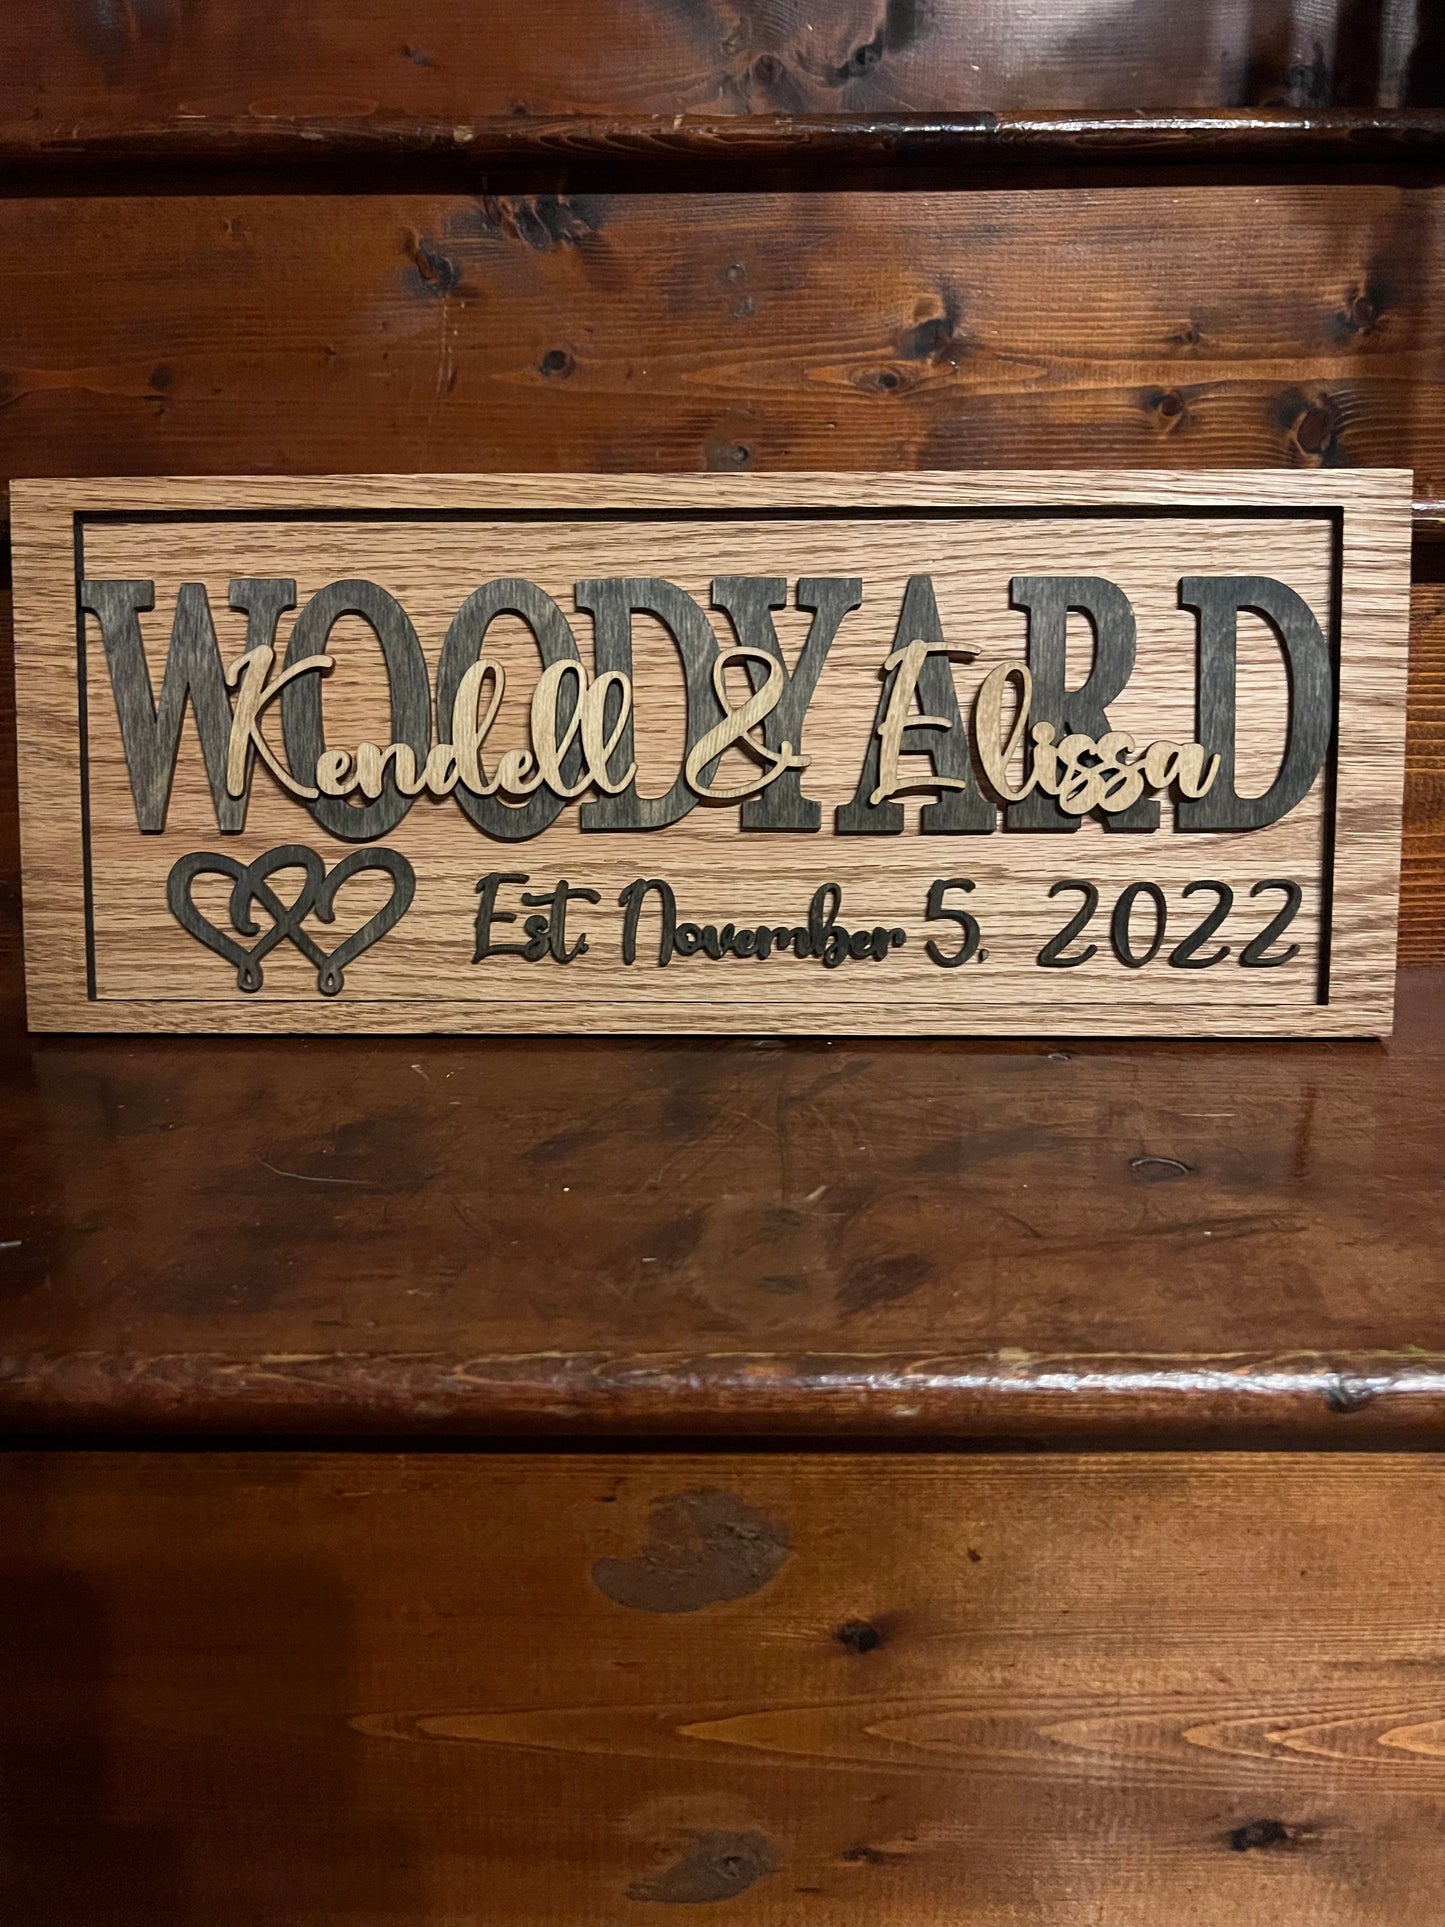 WOODYARD
Kendell & Elissa
Est. November 5, 2022